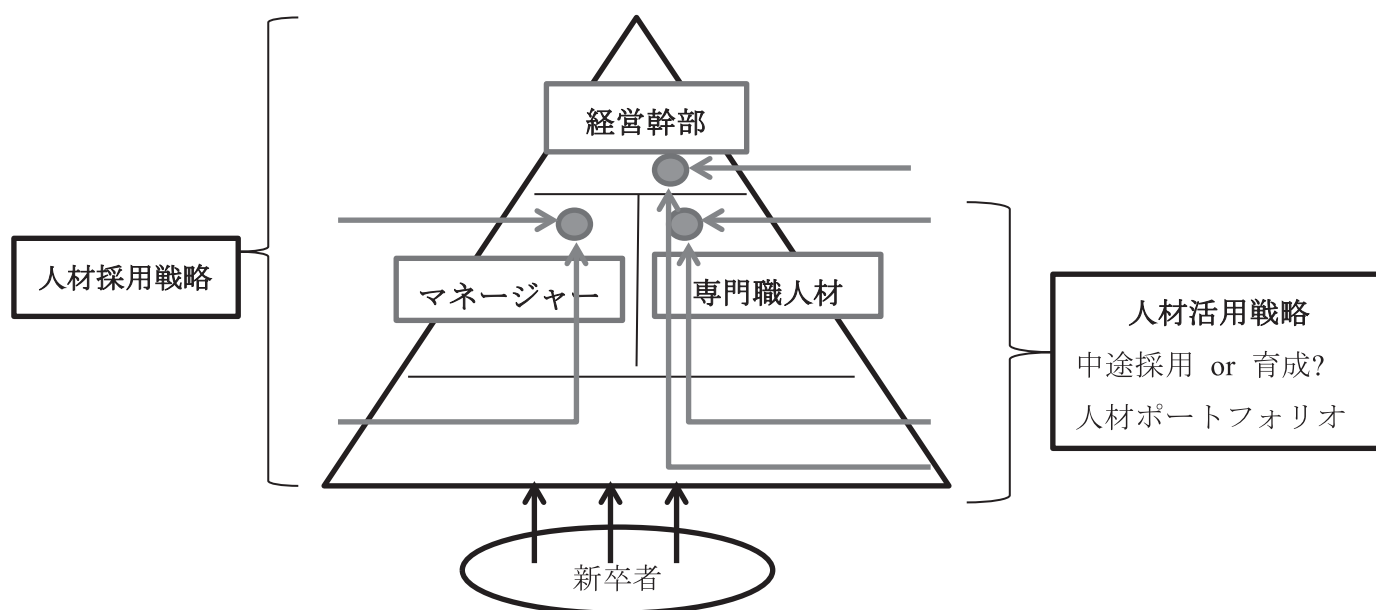 経営幹部
人材採用戦略
マネージャー
専門職人材
人材活用戦略
中途採用 or 育成?
人材ポートフォリオ
新卒者